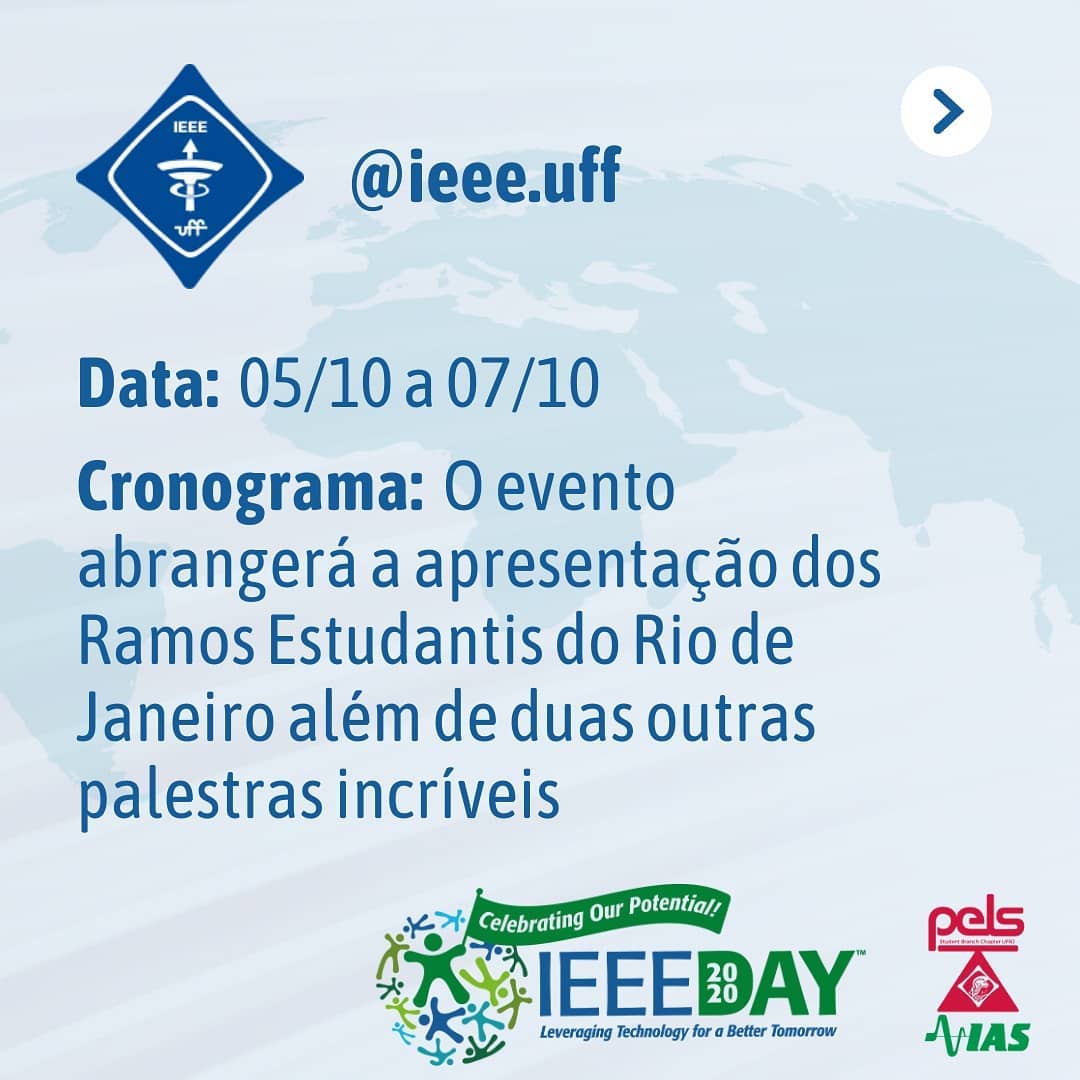 IEEE
uff
@ieee.uff
Data: 05/10 a 07/10
Cronograma: O evento
abrangerá a apresentação dos
Ramos Estudantis do Rio de
Janeiro além de duas outras
palestras incríveis
Celebrating Our Potential!
IEEE 2020 DAY™
Leveraging Technology for a Better Tomorrow
pels
Student Branch Chapter UFRJ
IAS